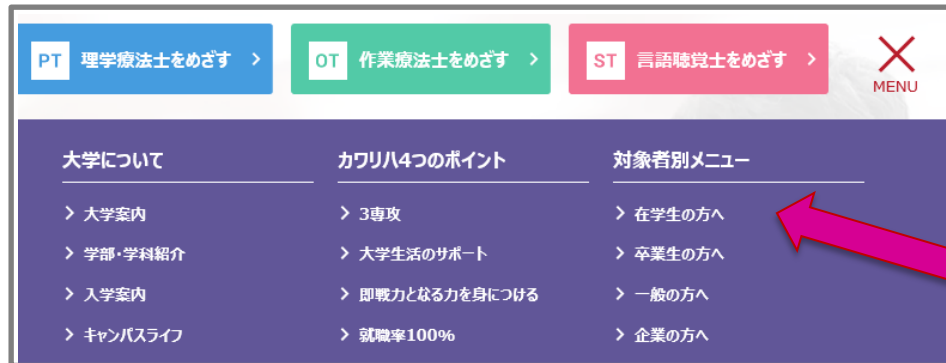 PT 理学療法士をめざす
OT 作業療法士をめざす
ST 言語聴覚士をめざす
MENU
大学について
大学案内
学部・学科紹介
入学案内
キャンパスライフ
カワリハ4つのポイント
3専攻
大学生活のサポート
即戦力となる力を身につける
就職率100%
対象者別メニュー
在学生の方へ
卒業生の方へ
一般の方へ
企業の方へ